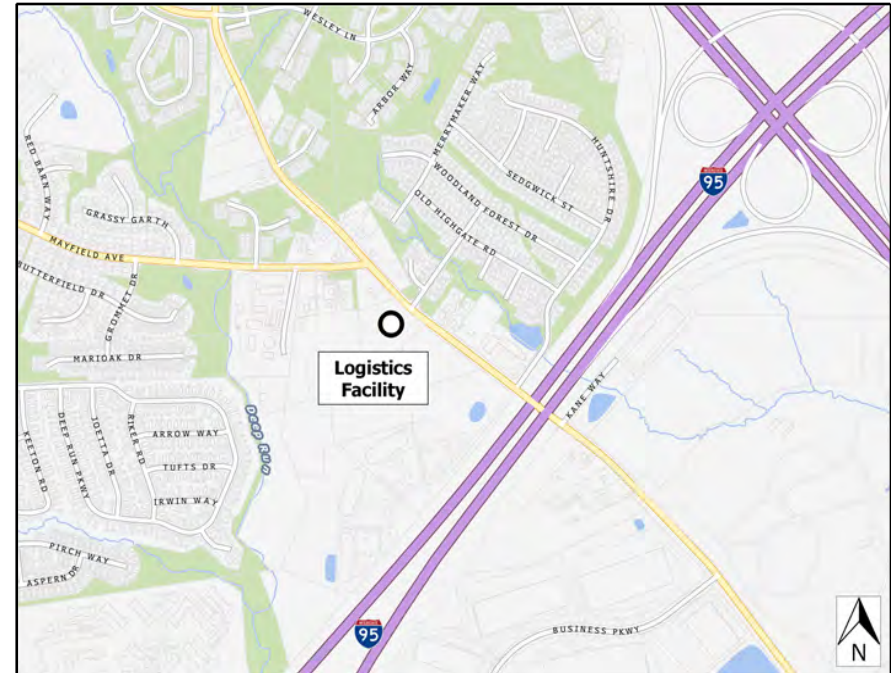 WESLEY LN
ARBOR WAY
MERRYMAKER WAY
HUNTSHIRE DR
RED BARN WAY
SEDGWICK ST
WOODLAND FOREST DR
OLD HIGHGATE RD
95
GRASSY GARTH
MAYFIELD AVE
BUTTERFIELD DR
GROMMET DR
MARIOAK DR
Logistics
Facility
KANE WAY
DEEP RUN
KEETON RD
DEEP RUN PKWY
JOETTA DR
RIKER RD
ARROW WAY
TUFTS DR
IRWIN WAY
PIRCH WAY
ASPERN DR
95
BUSINESS PKWY
N